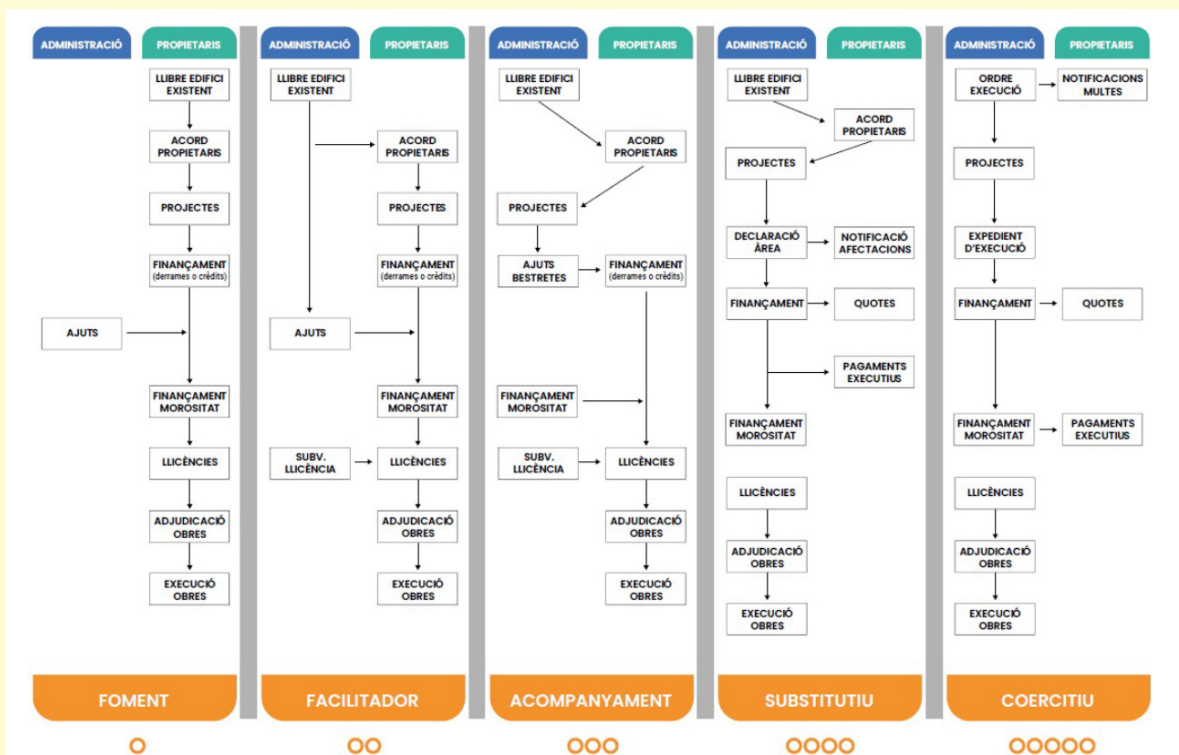 ADMINISTRACIÓ
PROPIETARIS
LLIBRE EDIFICI
EXISTENT
ACORD
PROPIETARIS
PROJECTES
FINANÇAMENT
(derrames o crèdits)
AJUTS
FINANÇAMENT
MOROSITAT
LLICÈNCIES
ADJUDICACIÓ
OBRES
EXECUCIÓ
OBRES
FOMENT
ADMINISTRACIÓ
PROPIETARIS
LLIBRE EDIFICI
EXISTENT
ACORD
PROPIETARIS
PROJECTES
FINANÇAMENT
(derrames o crèdits)
AJUTS
FINANÇAMENT
MOROSITAT
SUBV.
LLICÈNCIA
LLICÈNCIES
ADJUDICACIÓ
OBRES
EXECUCIÓ
OBRES
FACILITADOR
ADMINISTRACIÓ
PROPIETARIS
LLIBRE EDIFICI
EXISTENT
ACORD
PROPIETARIS
PROJECTES
AJUTS
BESTRETES
FINANÇAMENT
(derrames o crèdits)
FINANÇAMENT
MOROSITAT
SUBV.
LLICÈNCIA
LLICÈNCIES
ADJUDICACIÓ
OBRES
EXECUCIÓ
OBRES
ACOMPANYAMENT
ADMINISTRACIÓ
PROPIETARIS
LLIBRE EDIFICI
EXISTENT
ACORD
PROPIETARIS
PROJECTES
DECLARACIÓ
ÀREA
NOTIFICACIÓ
AFECTACIONS
FINANÇAMENT
QUOTES
PAGAMENTS
EXECUTIUS
FINANÇAMENT
MOROSITAT
LLICÈNCIES
ADJUDICACIÓ
OBRES
EXECUCIÓ
OBRES
SUBSTITUTIU
ADMINISTRACIÓ
PROPIETARIS
ORDRE
EXECUCIÓ
NOTIFICACIONS
MULTES
PROJECTES
EXPEDIENT
D'EXECUCIÓ
FINANÇAMENT
QUOTES
FINANÇAMENT
MOROSITAT
PAGAMENTS
EXECUTIUS
LLICÈNCIES
ADJUDICACIÓ
OBRES
EXECUCIÓ
OBRES
COERCITIU